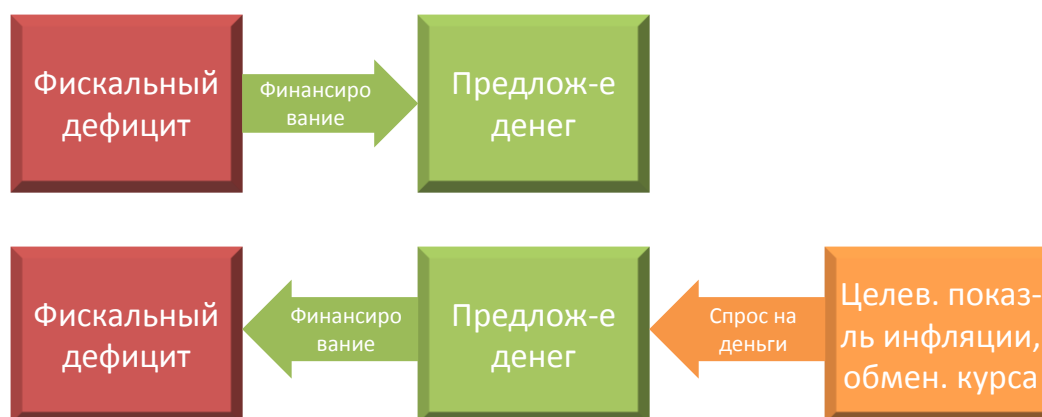 Фискальный
дефицит
Финансиро
вание
Предлож-е
денег
Фискальный
дефицит
Финансиро
вание
Предлож-е
денег
Спрос на
деньги
Целев. показ-
ль инфляции,
обмен. курса